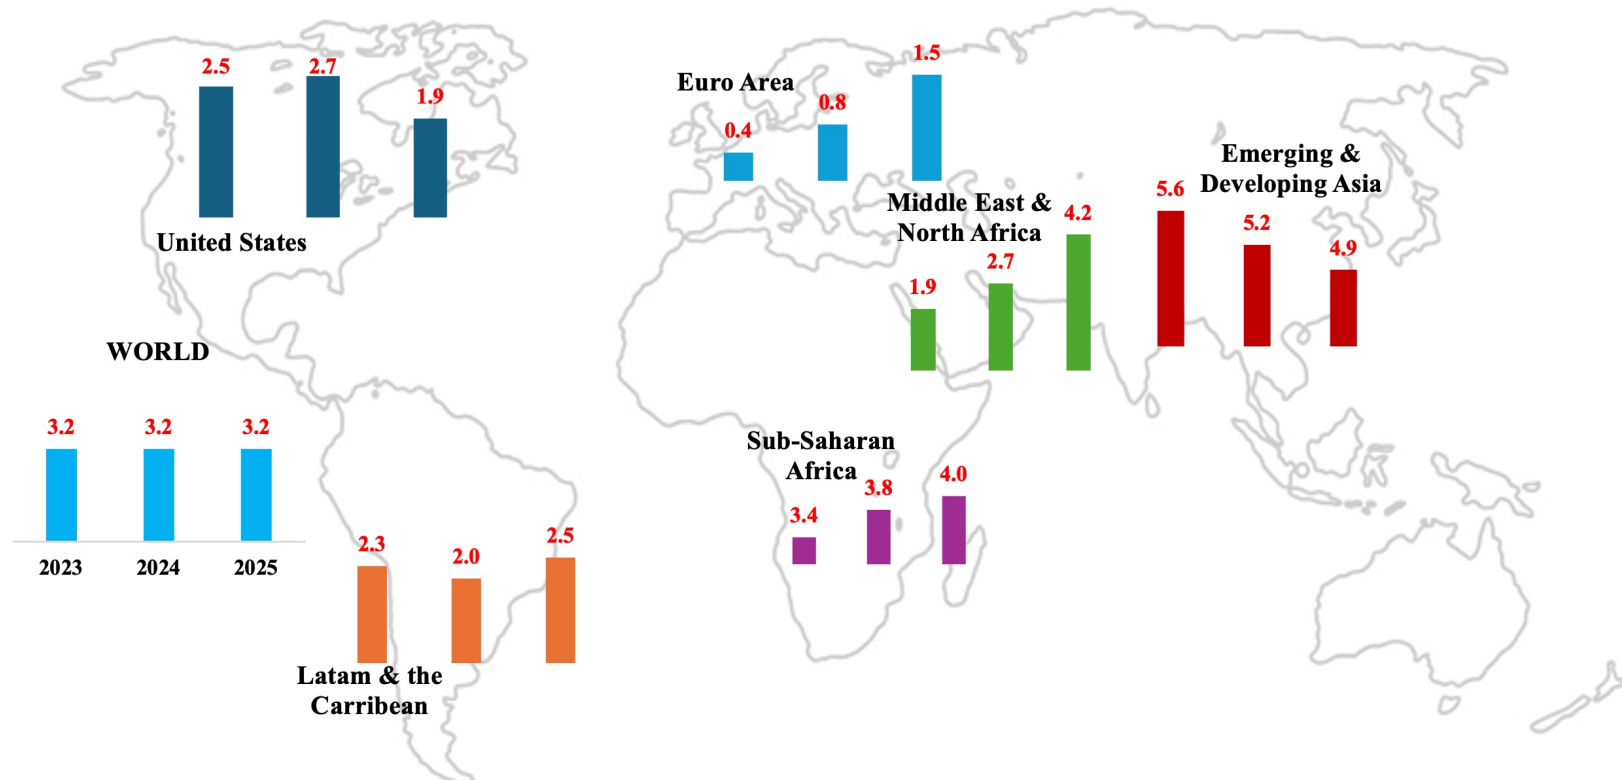 2.5 2.7 1.9
United States
Euro Area
0.4 0.8 1.5
Middle East &
North Africa
1.9 2.7 4.2
Emerging &
Developing Asia
5.6 5.2 4.9
WORLD
3.2 3.2 3.2
2023 2024 2025
2.3 2.0 2.5
Latam & the
Carribean
Sub-Saharan
Africa
3.4 3.8 4.0